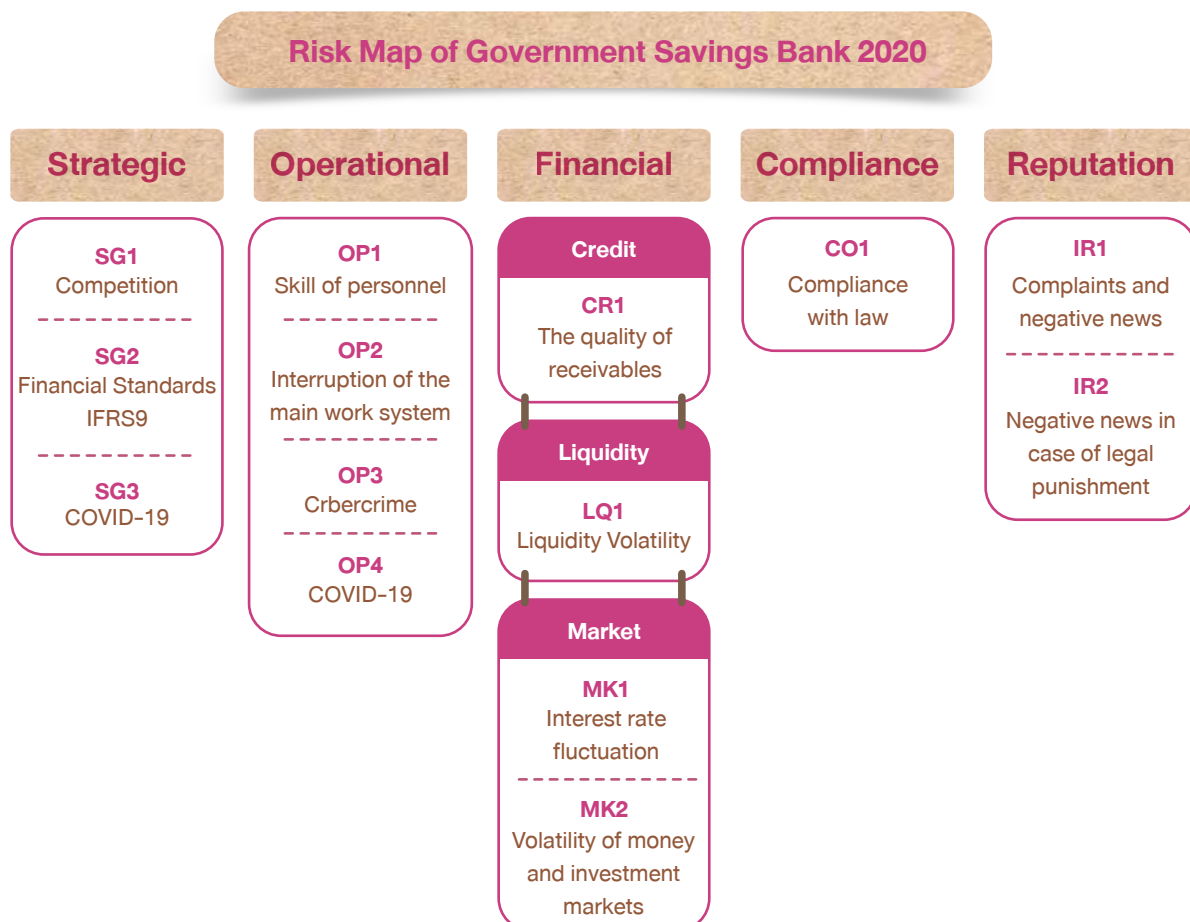 Risk Map of Government Savings Bank 2020
Strategic
SG1
Competition
SG2
Financial Standards
IFRS9
SG3
COVID-19
Operational
OP1
Skill of personnel
OP2
Interruption of the
main work system
OP3
Crbercrime
OP4
COVID-19
Financial
Credit
CR1
The quality of
receivables
Liquidity
LQ1
Liquidity Volatility
Market
MK1
Interest rate
fluctuation
MK2
Volatility of money
and investment
markets
Compliance
CO1
Compliance
with law
Reputation
IR1
Complaints and
negative news
IR2
Negative news in
case of legal
punishment